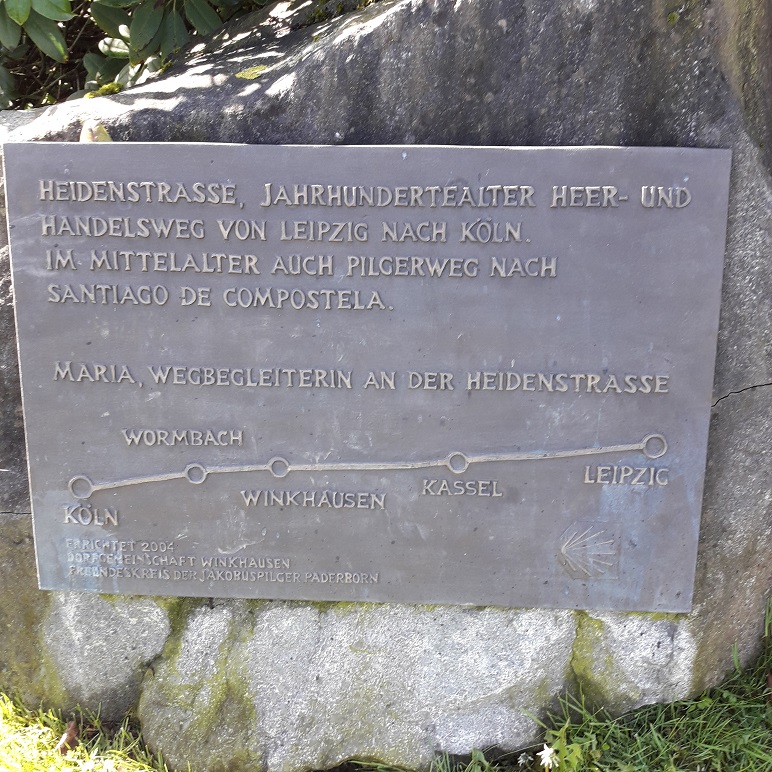 HEIDENSTRASSE, JAHRHUNDERTEALTER HEER- UND
HANDELSWEG VON LEIPZIG NACH KÖLN.
IM MITTELALTER AUCH PILGERWEG NACH
SANTIAGO DE COMPOSTELA.
MARIA, WEGBEGLEITERIN AN DER HEIDENSTRASSE
WORMBACH
LEIPZIG
KASSEL
WINKHAUSEN
KÖLN
ERRICHTET 2004
DORFGEMEINSCHAFT WINKHAUSEN
FREUNDESKREIS DER JAKOBUSPILGER PADERBORN